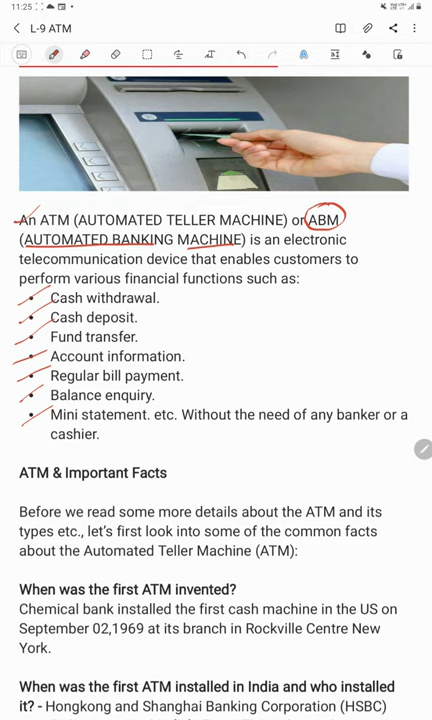 11:25
L-9 ATM
An ATM (AUTOMATED TELLER MACHINE) or ABM
(AUTOMATED BANKING MACHINE) is an electronic
telecommunication device that enables customers to
perform various financial functions such as:
• Cash withdrawal.
• Cash deposit.
• Fund transfer.
• Account information.
• Regular bill payment.
• Balance enquiry.
• Mini statement. etc. Without the need of any banker or a
cashier.
ATM & Important Facts
Before we read some more details about the ATM and its
types etc., let's first look into some of the common facts
about the Automated Teller Machine (ATM):
When was the first ATM invented?
Chemical bank installed the first cash machine in the US on
September 02,1969 at its branch in Rockville Centre New
York.
When was the first ATM installed in India and who installed
it? - Hongkong and Shanghai Banking Corporation (HSBC)